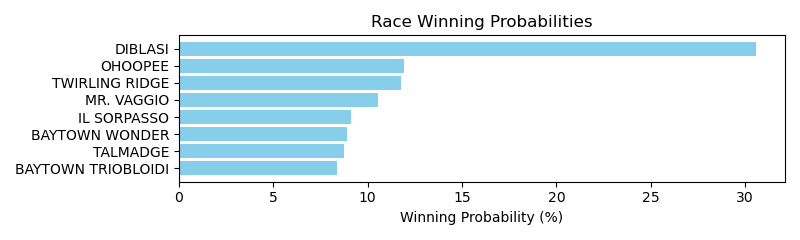 Race Winning Probabilities
DIBLASI
OHOOPEE
TWIRLING RIDGE
MR. VAGGIO
IL SORPASSO
BAYTOWN WONDER
TALMADGE
BAYTOWN TRIOBLOIDI
0 5 10 15 20 25 30
Winning Probability (%)